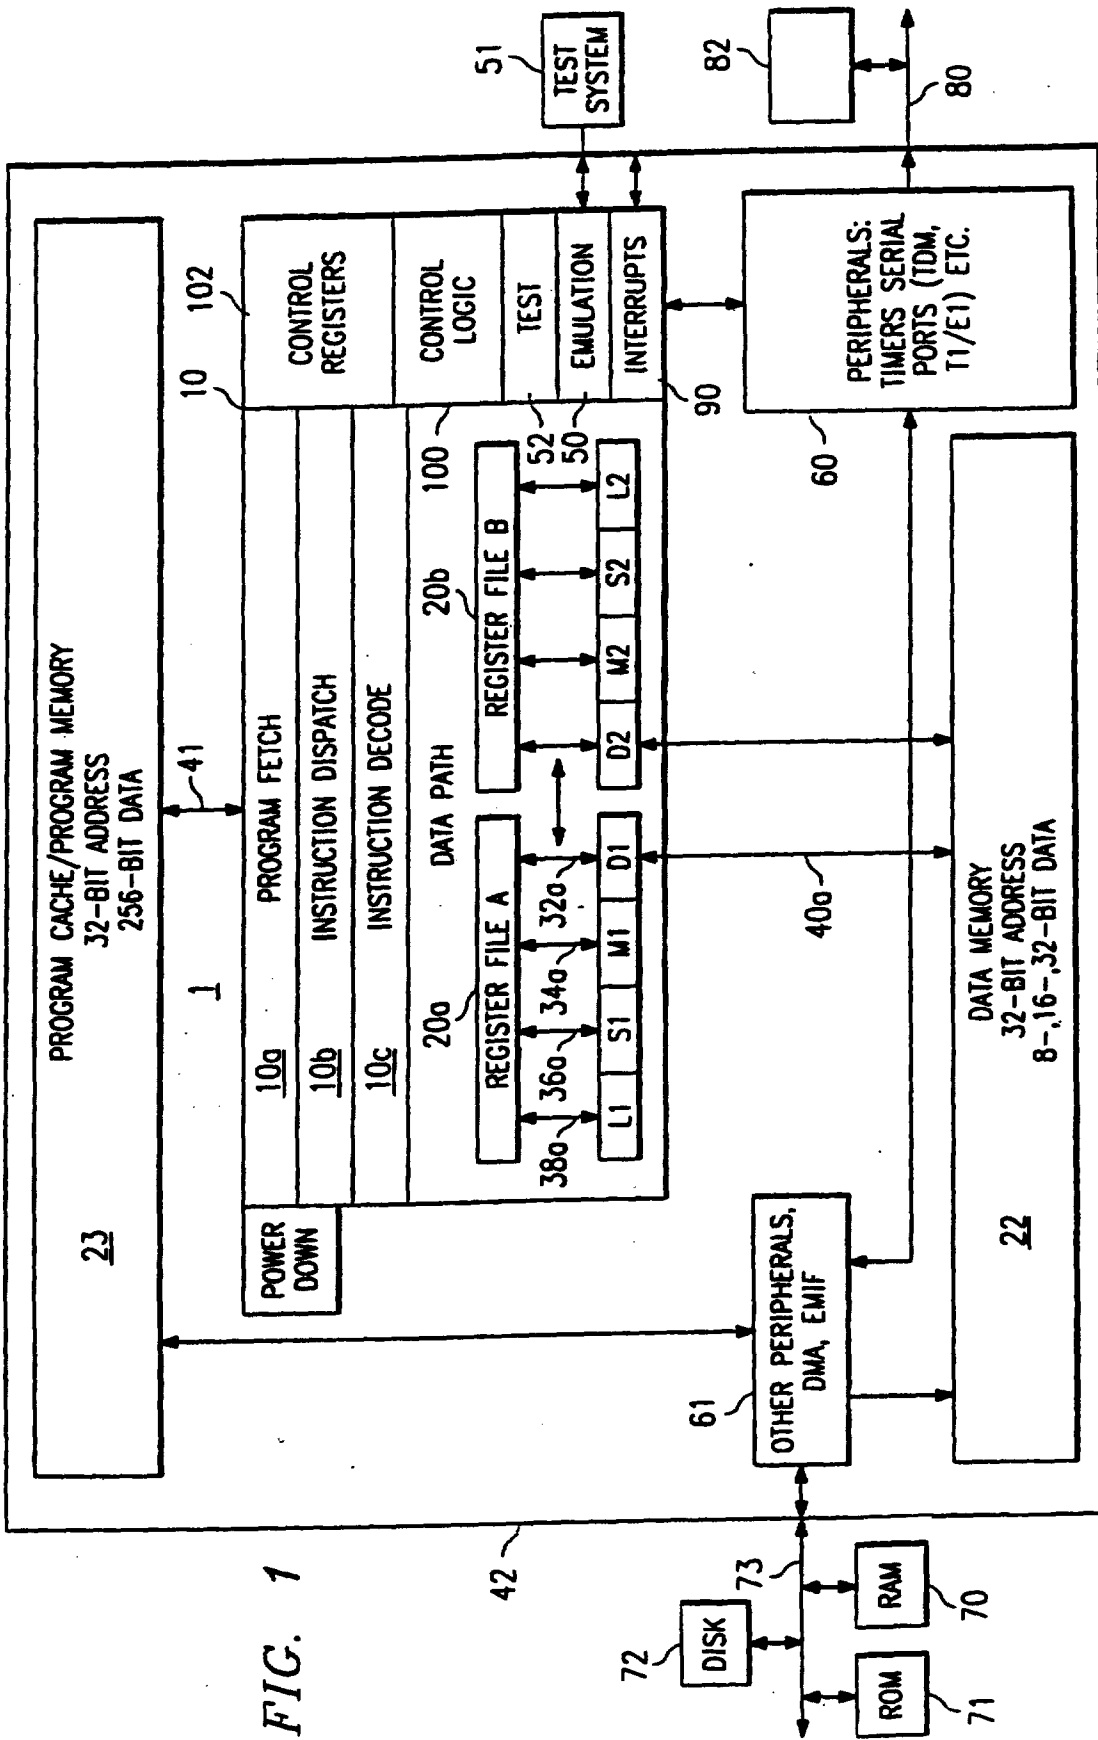 PROGRAM CACHE/PROGRAM MEMORY
32-BIT ADDRESS
256-BIT DATA
23
1
41
10
102
POWER
DOWN
10a
PROGRAM FETCH
10b
INSTRUCTION DISPATCH
10c
INSTRUCTION DECODE
DATA PATH
100
CONTROL
REGISTERS
CONTROL
LOGIC
TEST
52
EMULATION
50
INTERRUPTS
90
20a
REGISTER FILE A
20b
REGISTER FILE B
38a
36a
34a
32a
L1
S1
M1
D1
D2
M2
S2
L2
51
TEST
SYSTEM
82
80
PERIPHERALS:
TIMERS SERIAL
PORTS (TDM,
T1/E1) ETC.
60
40a
61
OTHER PERIPHERALS,
DMA, EMIF
DATA MEMORY
32-BIT ADDRESS
8-,16-,32-BIT DATA
22
42
73
72
DISK
RAM
70
ROM
71
FIG. 1